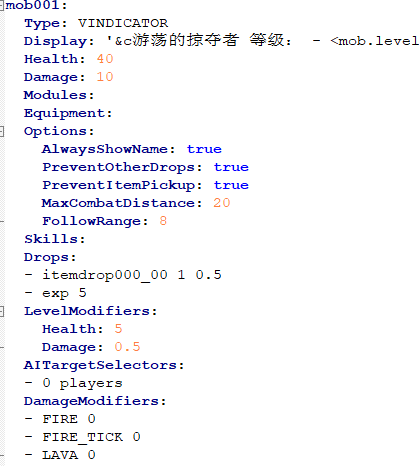 mob001:
Type: VINDICATOR
Display: '&c游荡的掠夺者 等级： - <mob.level
Health: 40
Damage: 10
Modules:
Equipment:
Options:
AlwaysShowName: true
PreventOtherDrops: true
PreventItemPickup: true
MaxCombatDistance: 20
FollowRange: 8
Skills:
Drops:
- itemdrop000_00 1 0.5
- exp 5
LevelModifiers:
Health: 5
Damage: 0.5
AITargetSelectors:
- 0 players
DamageModifiers:
- FIRE 0
- FIRE_TICK 0
- LAVA 0